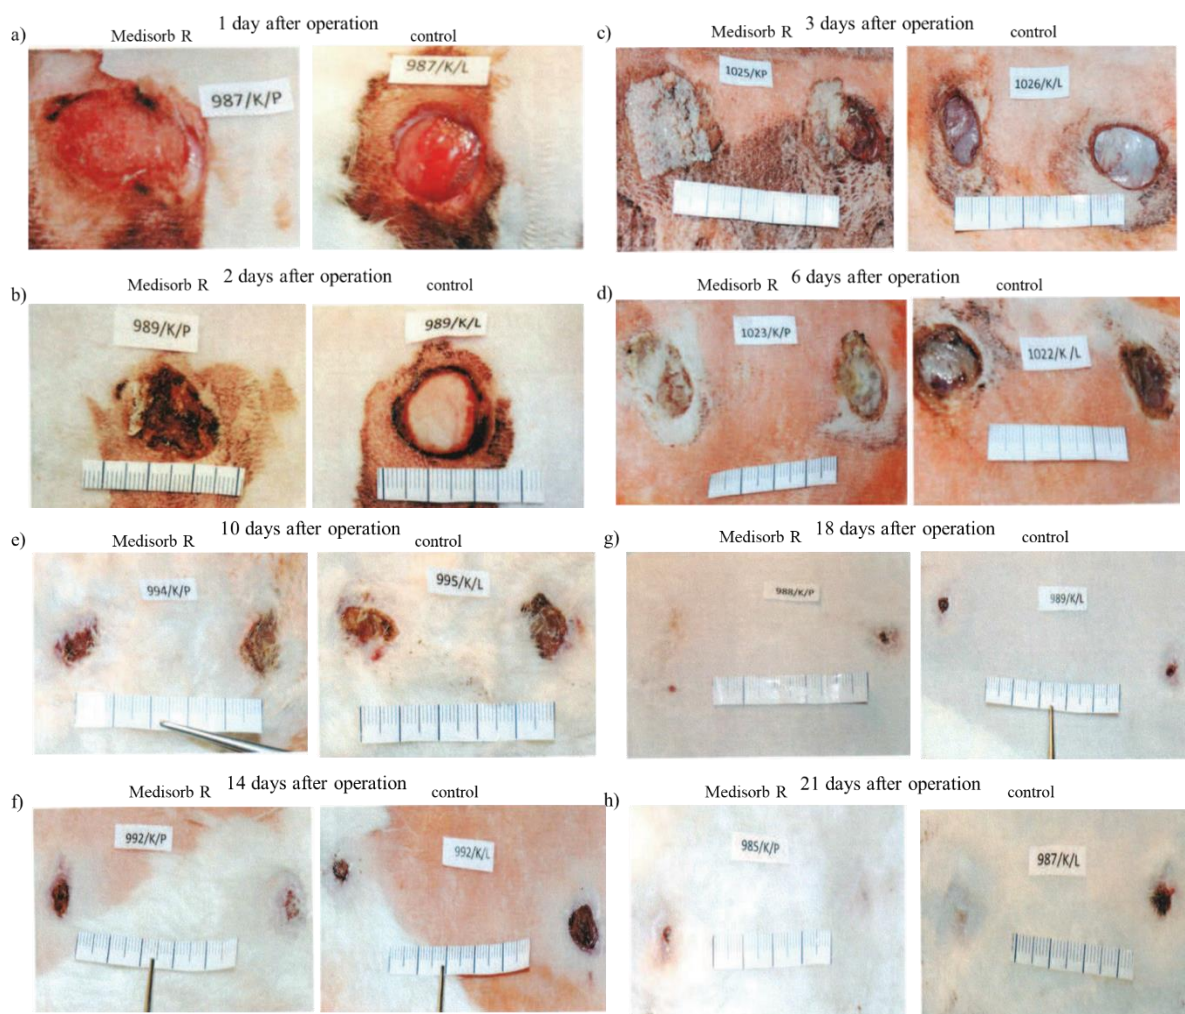 a)
1 day after operation
Medisorb R
control
987/K/P
987/K/L
b)
2 days after operation
Medisorb R
control
989/K/P
989/K/L
c)
3 days after operation
Medisorb R
control
1025/KP
1026/K/L
d)
6 days after operation
Medisorb R
control
1023/K/P
1022/K/L
e)
10 days after operation
Medisorb R
control
994/K/P
995/K/L
f)
14 days after operation
Medisorb R
control
992/K/P
992/K/L
g)
18 days after operation
Medisorb R
control
988/K/P
989/K/L
h)
21 days after operation
Medisorb R
control
985/K/P
987/K/L